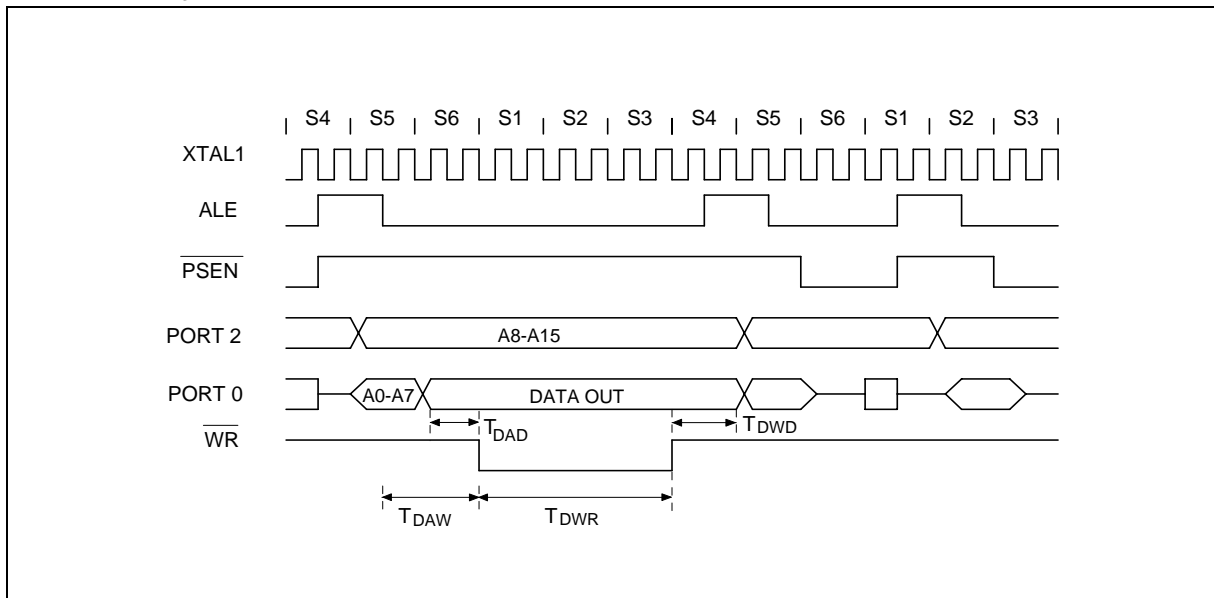 S4 S5 S6 S1 S2 S3 S4 S5 S6 S1 S2 S3
XTAL1
ALE
PSEN
PORT 2 A8-A15
PORT 0 A0-A7 DATA OUT
TDAD TDWD
WR
TDAW TDWR